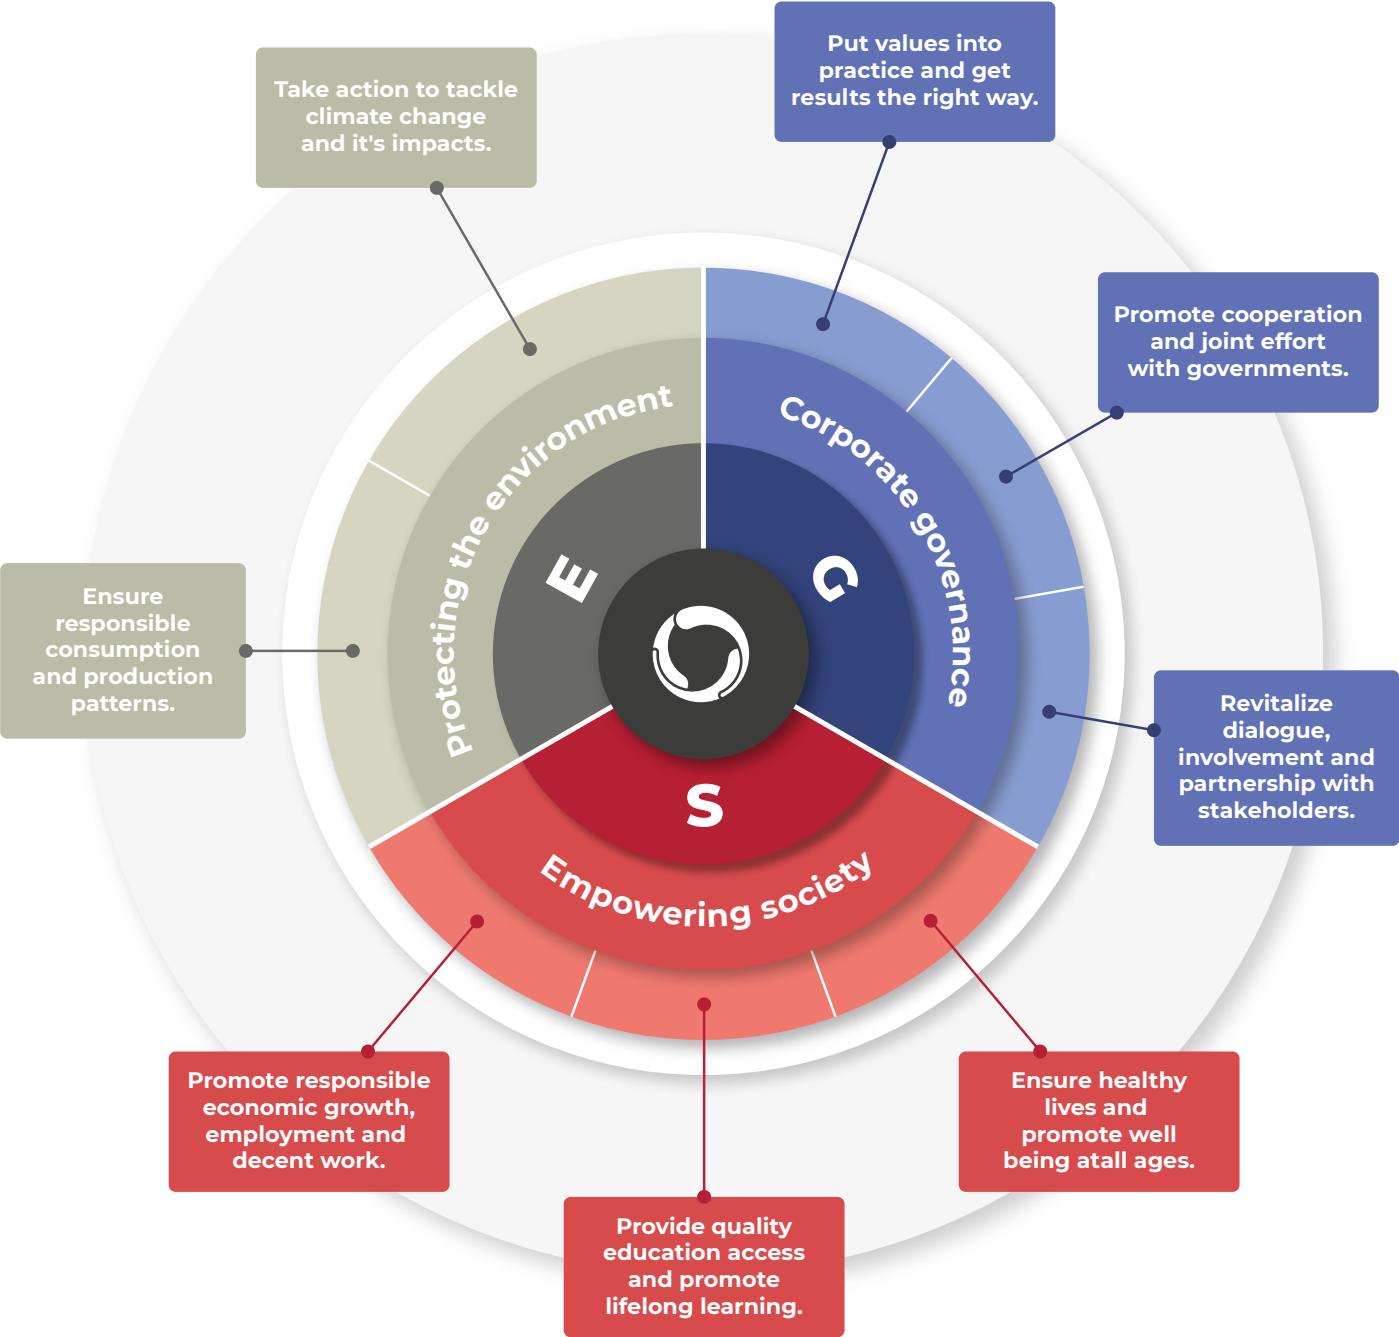 Put values into
practice and get
results the right way.
Take action to tackle
climate change
and it's impacts.
Promote cooperation
and joint effort
with governments.
Protecting the environment
Corporate governance
E
G
Ensure
responsible
consumption
and production
patterns.
Revitalize
dialogue,
involvement and
partnership with
stakeholders.
S
Empowering society
Promote responsible
economic growth,
employment and
decent work.
Ensure healthy
lives and
promote well
being atall ages.
Provide quality
education access
and promote
lifelong learning.